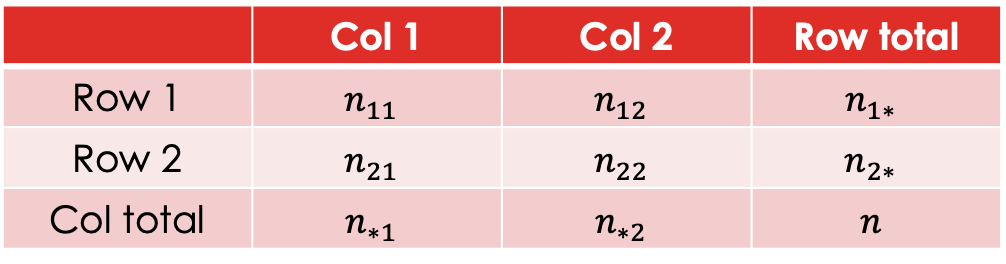 Col 1 Col 2 Row total
Row 1 n₁₁ n₁₂ n₁*
Row 2 n₂₁ n₂₂ n₂*
Col total n*₁ n*₂ n